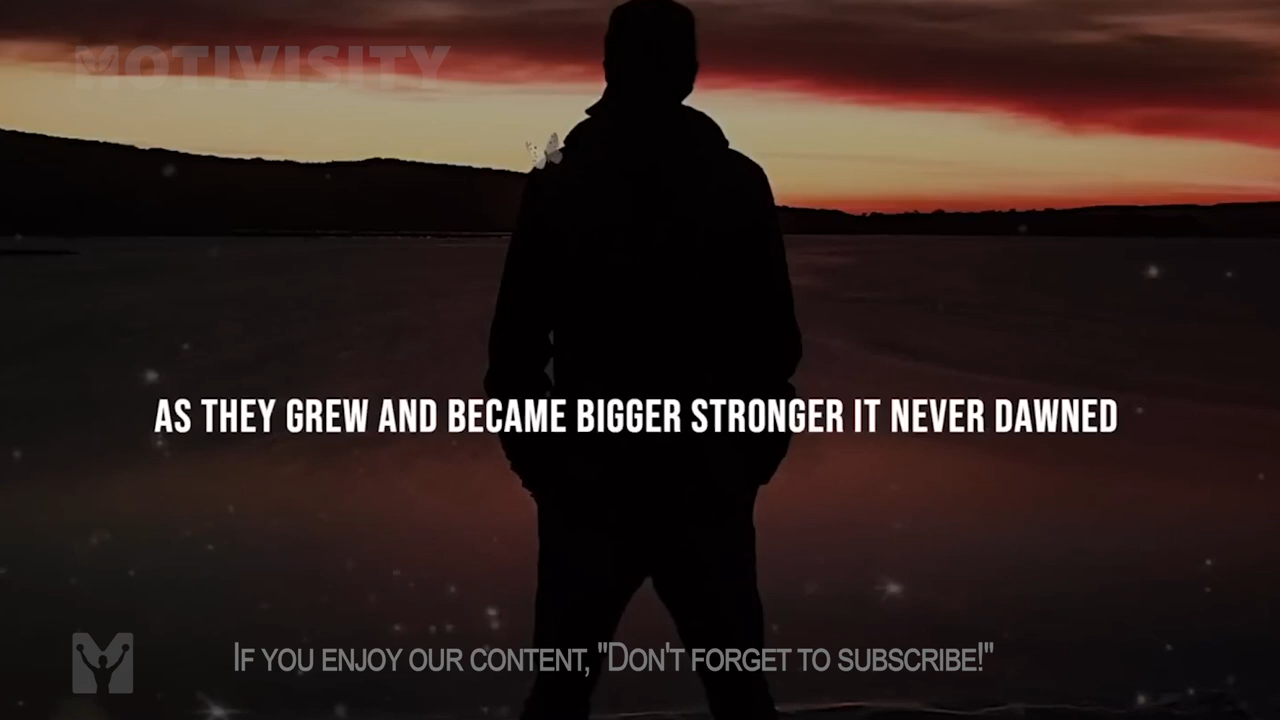 MOTIVISITY
AS THEY GREW AND BECAME BIGGER STRONGER IT NEVER DAWNED
If you enjoy our content, "Don't forget to subscribe!"